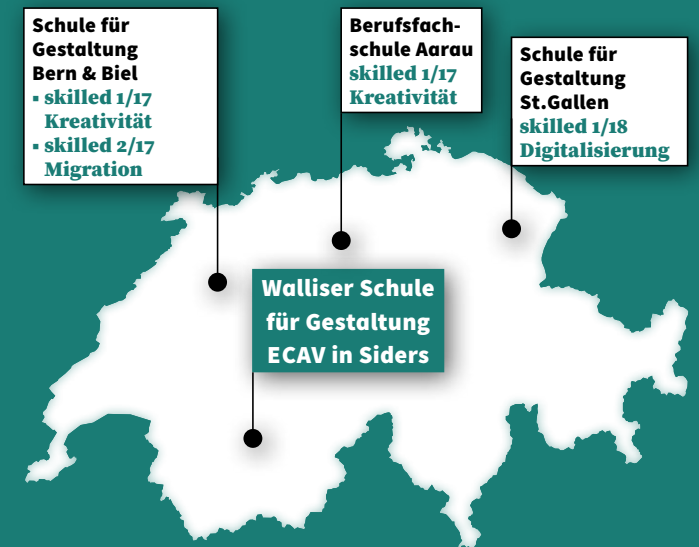 Schule für
Gestaltung
Bern & Biel
▪ skilled 1/17
Kreativität
▪ skilled 2/17
Migration
Berufsfach-
schule Aarau
skilled 1/17
Kreativität
Schule für
Gestaltung
St.Gallen
skilled 1/18
Digitalisierung
Walliser Schule
für Gestaltung
ECAV in Siders